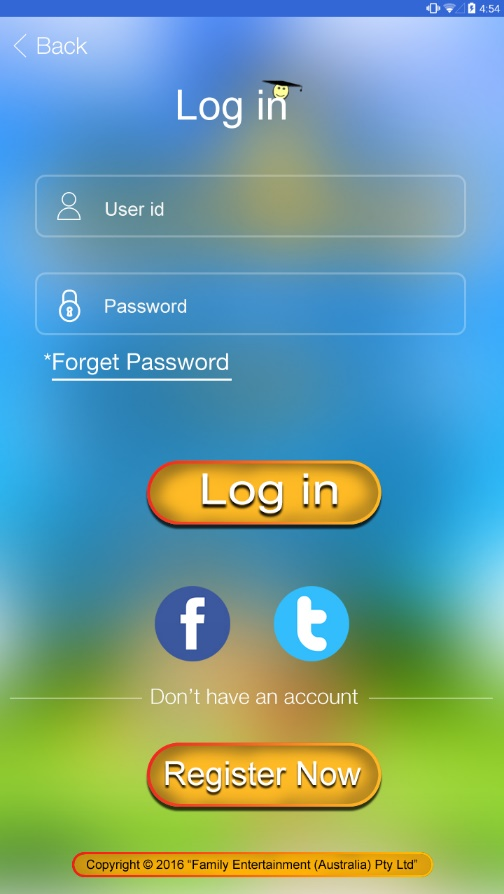 4:54
Back
Log in
User id
Password
*Forget Password
Log in
f t
Don't have an account
Register Now
Copyright © 2016 "Family Entertainment (Australia) Pty Ltd"